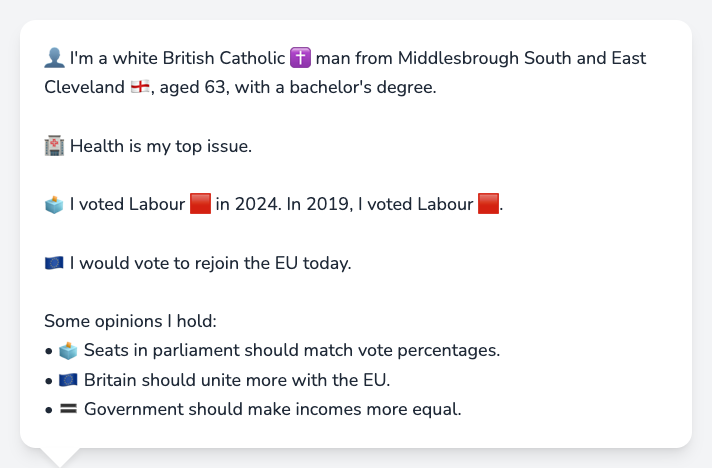 👤 I'm a white British Catholic ✝️ man from Middlesbrough South and East
Cleveland 🏴󠁧󠁢󠁥󠁮󠁧󠁿, aged 63, with a bachelor's degree.
🏥 Health is my top issue.
🗳️ I voted Labour 🟥 in 2024. In 2019, I voted Labour 🟥.
🇪🇺 I would vote to rejoin the EU today.
Some opinions I hold:
• 🗳️ Seats in parliament should match vote percentages.
• 🇪🇺 Britain should unite more with the EU.
• 🟰 Government should make incomes more equal.